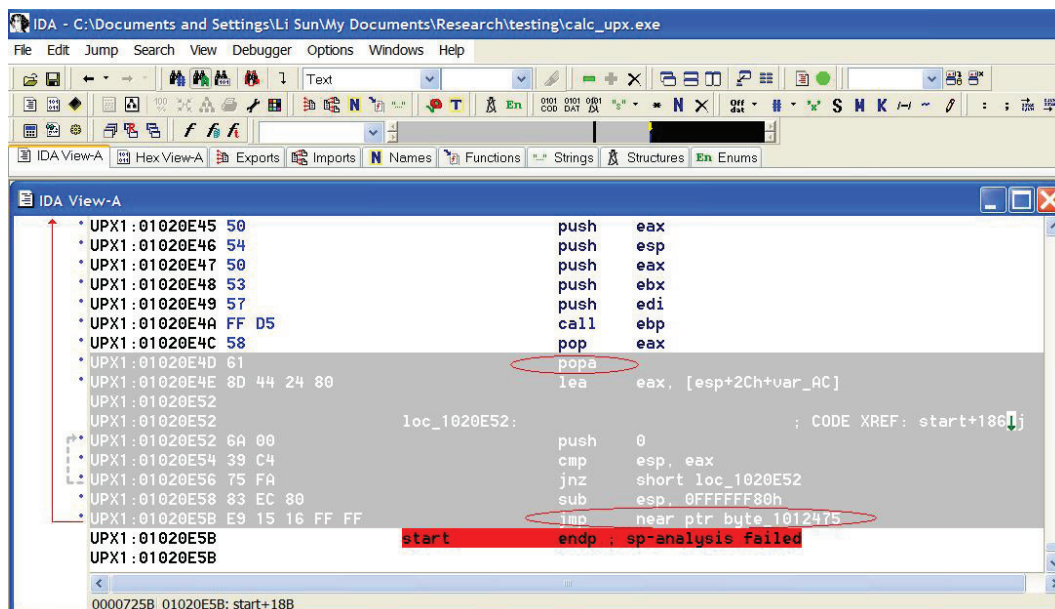 IDA - C:\Documents and Settings\Li Sun\My Documents\Research\testing\calc_upx.exe
File Edit Jump Search View Debugger Options Windows Help
Text
En S M K
IDA View-A Hex View-A Exports Imports N Names Functions Strings Structures En Enums
IDA View-A
UPX1:01020E45 50 push eax
UPX1:01020E46 54 push esp
UPX1:01020E47 50 push eax
UPX1:01020E48 53 push ebx
UPX1:01020E49 57 push edi
UPX1:01020E4A FF D5 call ebp
UPX1:01020E4C 58 pop eax
UPX1:01020E4D 61 popa
UPX1:01020E4E 8D 44 24 80 lea eax, [esp+2Ch+var_AC]
UPX1:01020E52
UPX1:01020E52 loc_1020E52: ; CODE XREF: start+186↓j
UPX1:01020E52 6A 00 push 0
UPX1:01020E54 39 C4 cmp esp, eax
UPX1:01020E56 75 FA jnz short loc_1020E52
UPX1:01020E58 83 EC 80 sub esp, 0FFFFFF80h
UPX1:01020E5B E9 15 16 FF FF jmp near ptr byte_1012475
UPX1:01020E5B start endp ; sp-analysis failed
UPX1:01020E5B
0000725B 01020E5B: start+18B